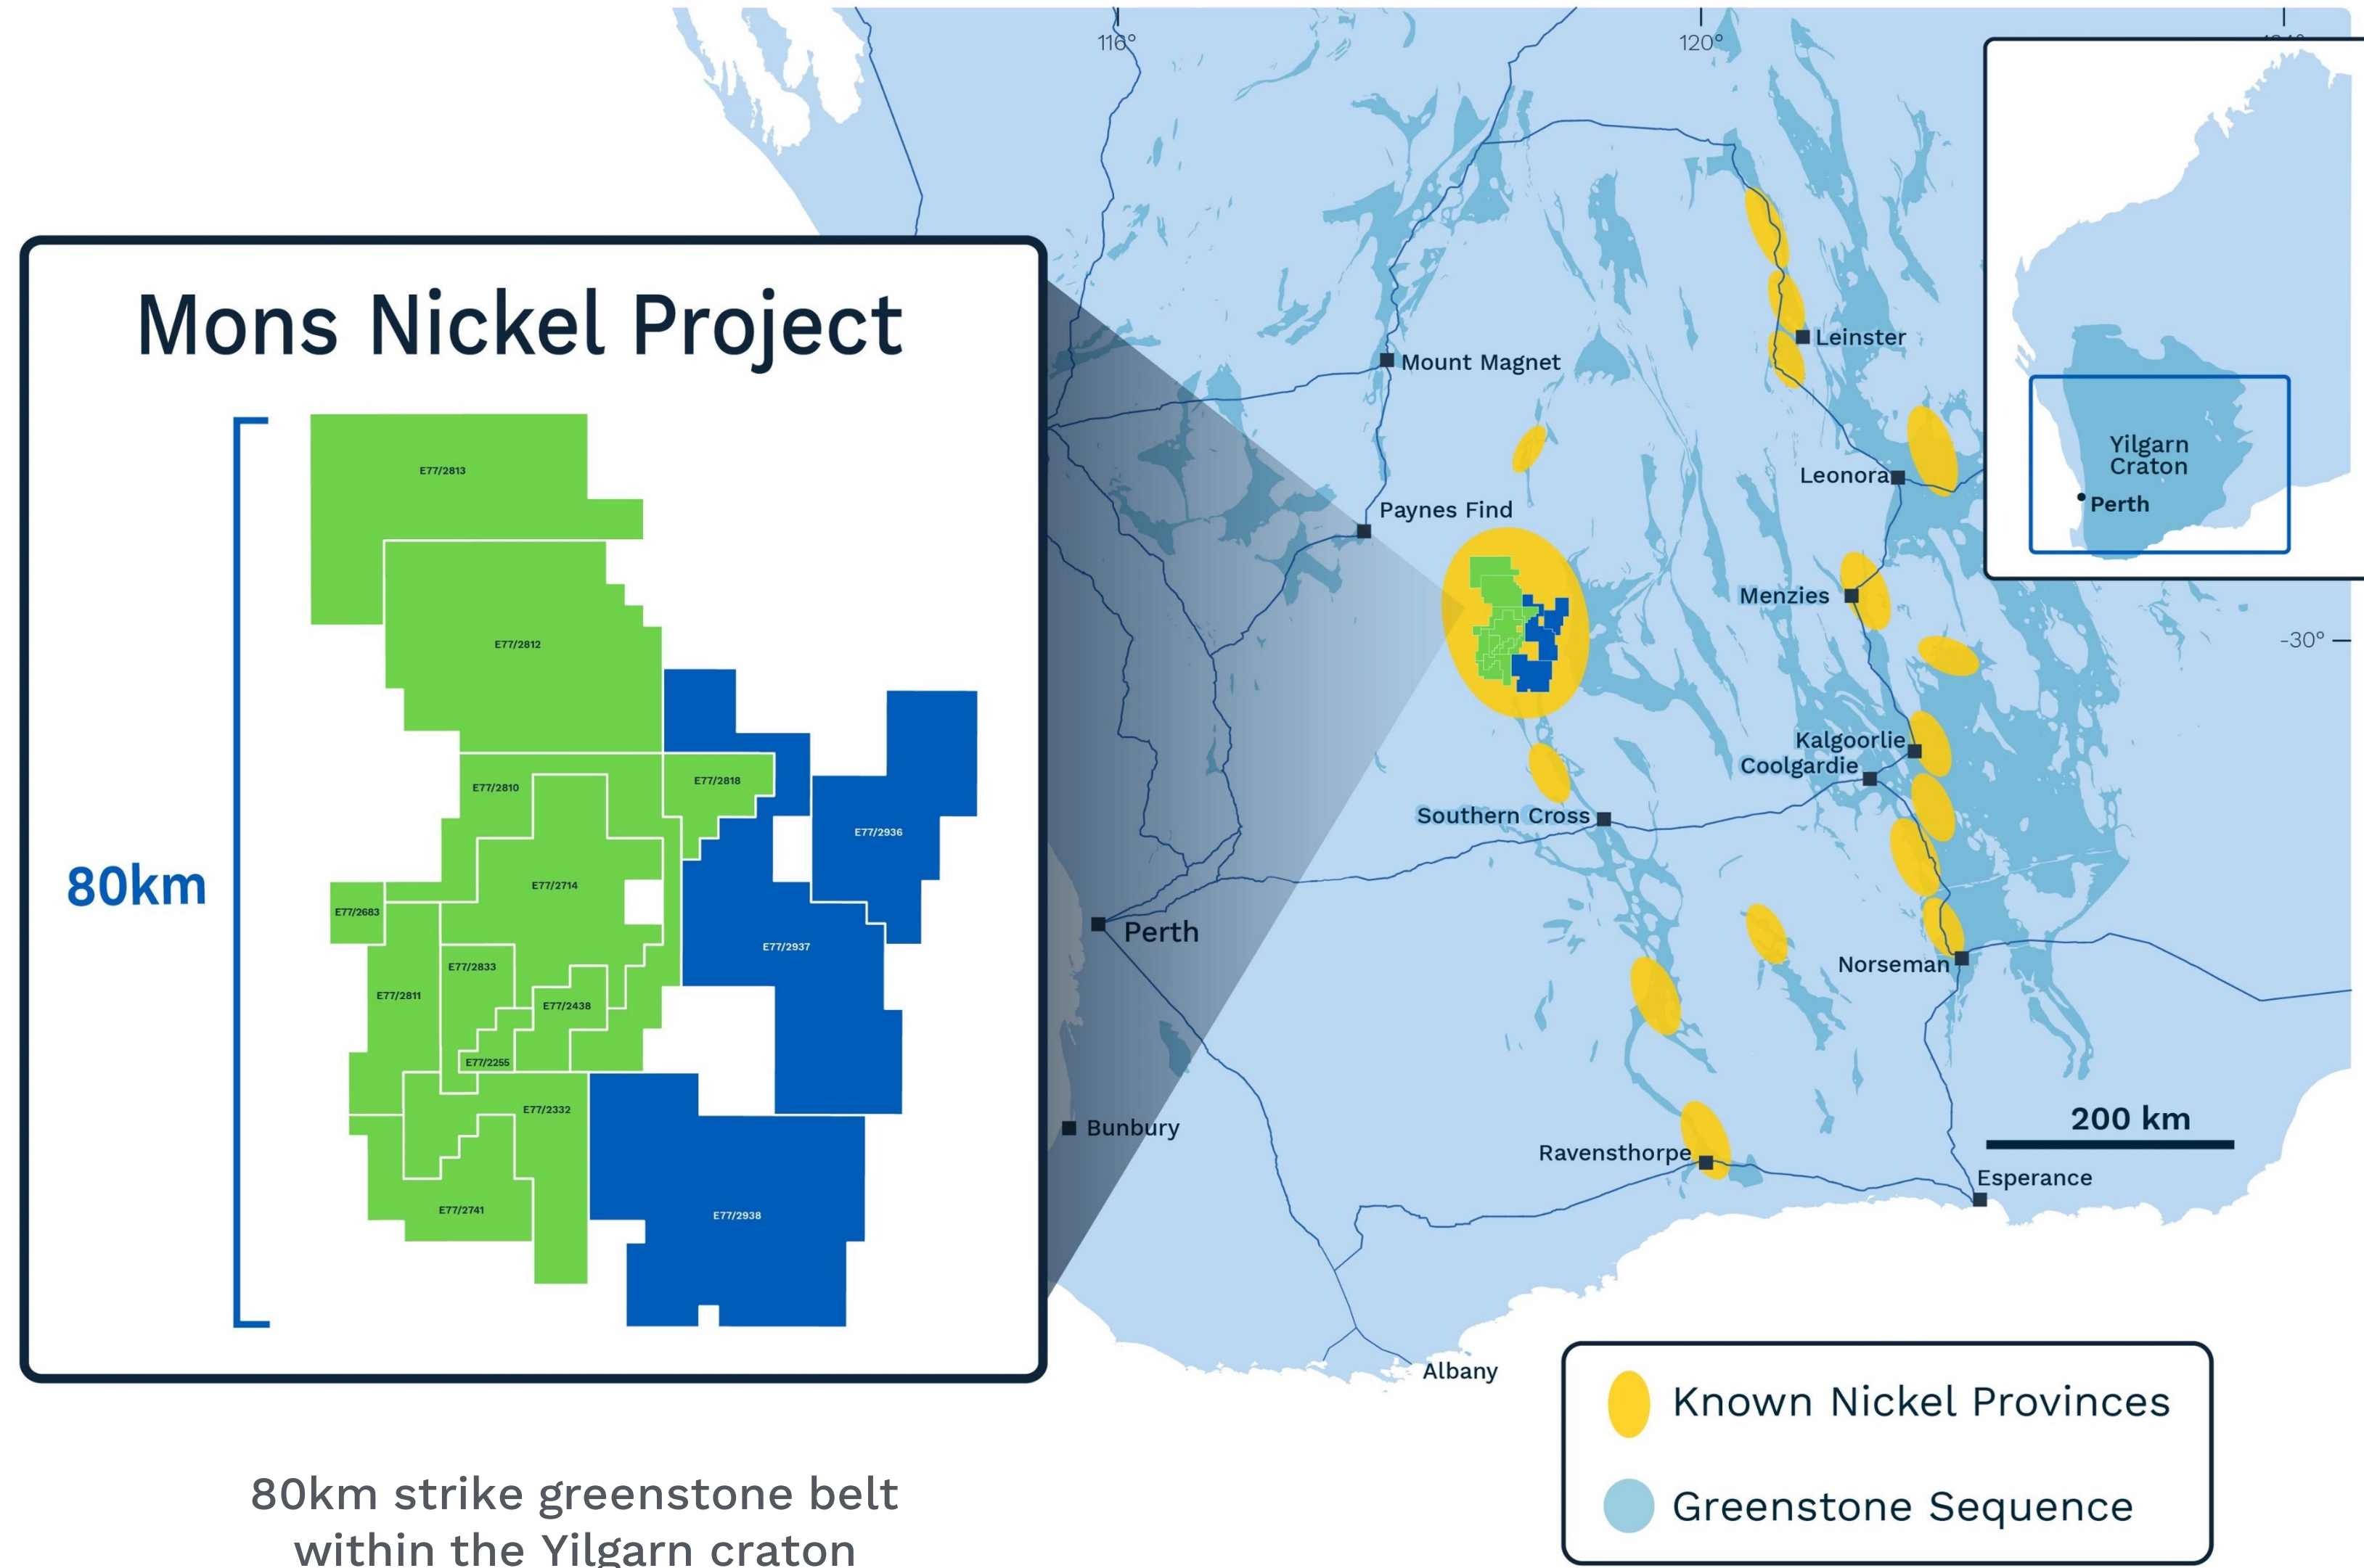 116°
120°
Mons Nickel Project
80km
E77/2813
E77/2812
E77/2810
E77/2818
E77/2936
E77/2714
E77/2683
E77/2937
E77/2833
E77/2811
E77/2438
E77/2255
E77/2332
E77/2741
E77/2938
Mount Magnet
Leinster
Paynes Find
Leonora
Menzies
-30°
Kalgoorlie
Coolgardie
Southern Cross
Perth
Norseman
Bunbury
Ravensthorpe
Esperance
Albany
200 km
Yilgarn
Craton
Perth
Known Nickel Provinces
Greenstone Sequence
80km strike greenstone belt
within the Yilgarn craton